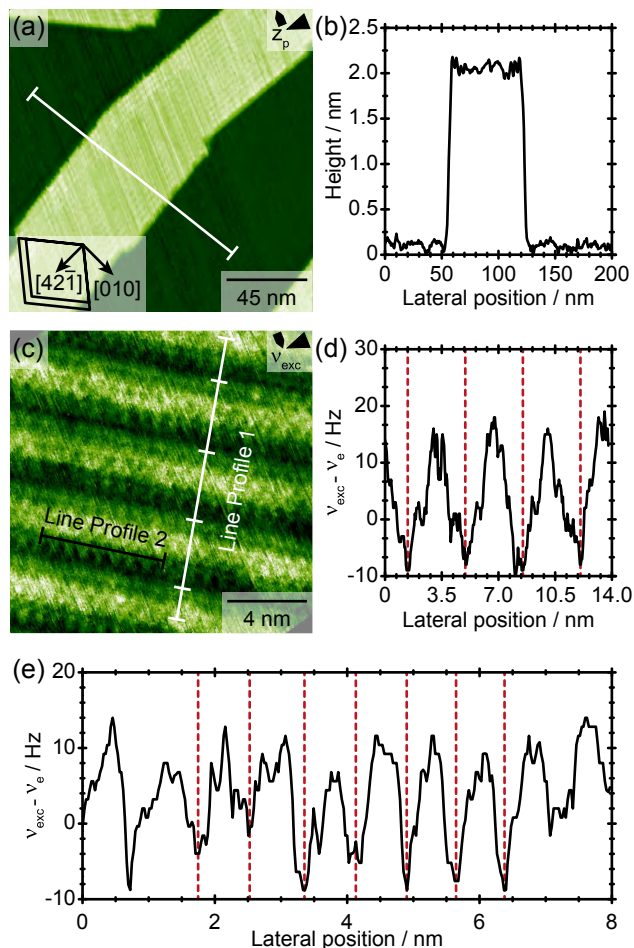 (a)
z_p
[421̄]
[010]
45 nm
(b)
2.5
2.0
1.5
1.0
0.5
0
Height / nm
0
50
100
150
200
Lateral position / nm
(c)
ν_exc
Line Profile 1
Line Profile 2
4 nm
(d)
30
20
10
0
-10
ν_exc - ν_e / Hz
0.0
3.5
7.0
10.5
14.0
Lateral position / nm
(e)
20
10
0
-10
ν_exc - ν_e / Hz
0
2
4
6
8
Lateral position / nm